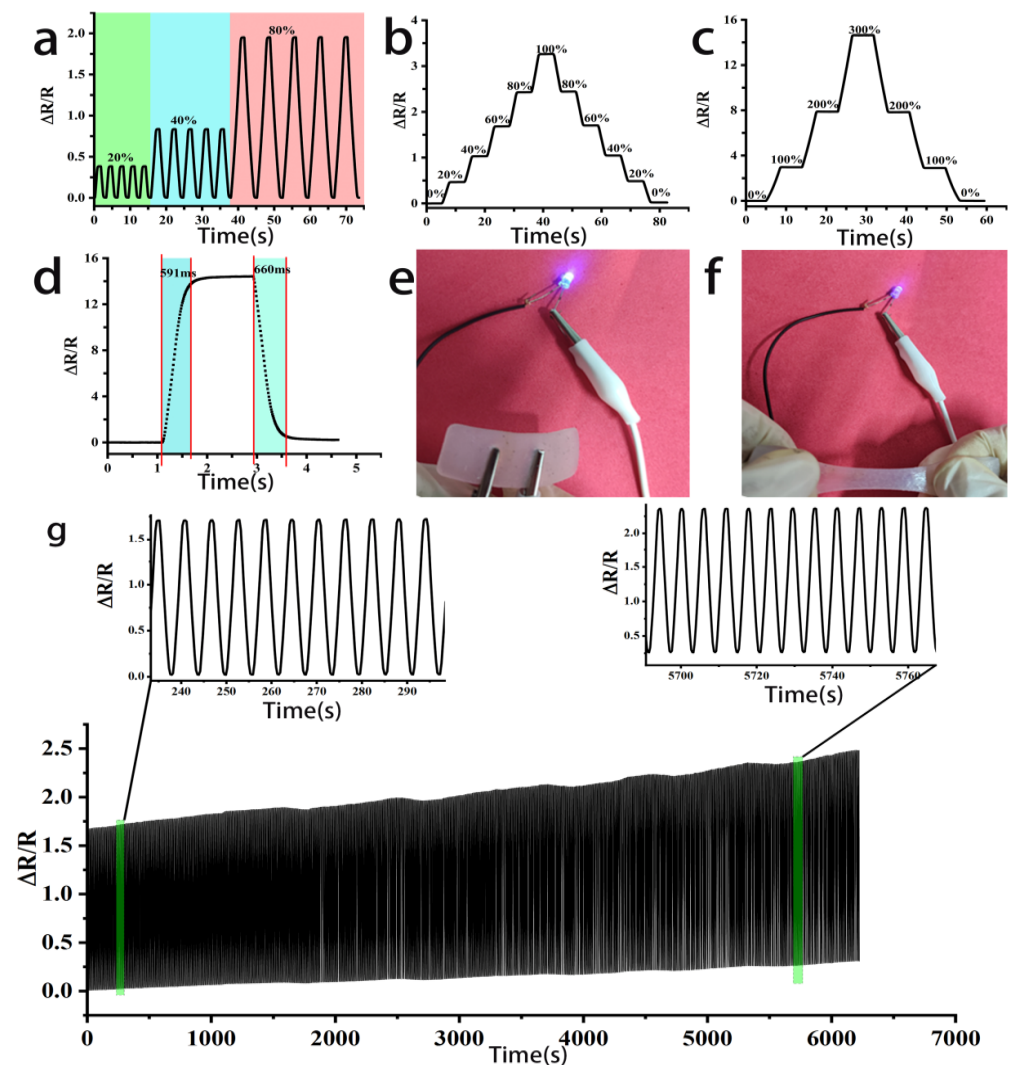 a
20%
40%
80%
2.0
1.5
1.0
0.5
0.0
ΔR/R
0 10 20 30 40 50 60 70
Time(s)
b
4
3
2
1
0
ΔR/R
0% 20% 40% 60% 80% 100% 80% 60% 40% 20% 0%
0 20 40 60 80
Time(s)
c
16
12
8
4
0
ΔR/R
0% 100% 200% 300% 200% 100% 0%
0 10 20 30 40 50 60
Time(s)
d
591ms
660ms
16
12
8
4
0
ΔR/R
0 1 2 3 4 5
Time(s)
e
f
g
1.5
1.0
0.5
0.0
ΔR/R
240 250 260 270 280 290
Time(s)
2.0
1.5
1.0
0.5
ΔR/R
5700 5720 5740 5760
Time(s)
2.5
2.0
1.5
1.0
0.5
0.0
ΔR/R
0 1000 2000 3000 4000 5000 6000 7000
Time(s)